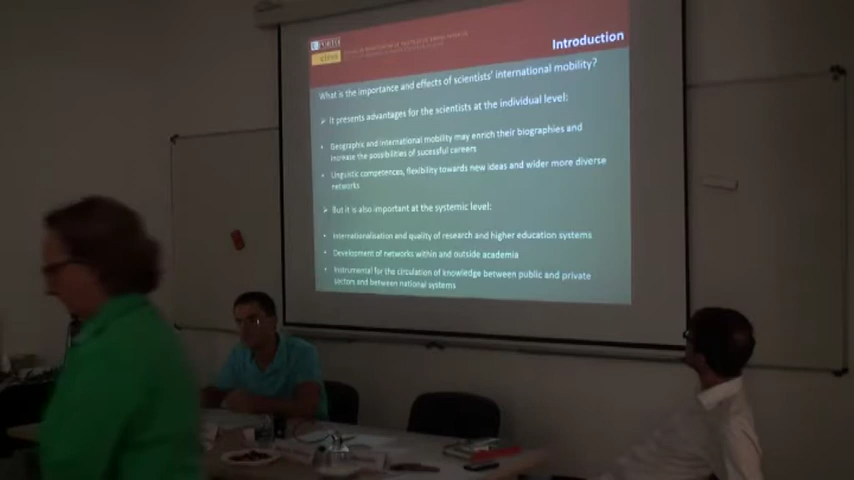 U.PORTO
Introduction
What is the importance and effects of scientists' international mobility?
It presents advantages for the scientists at the individual level:
Geographic and international mobility may enrich their biographies and
increase the possibilities of sucessful careers
Linguistic competences, flexibility towards new ideas and wider more diverse
networks
But it is also important at the systemic level:
Internationalisation and quality of research and higher education systems
Development of networks within and outside academia
Instrumental for the circulation of knowledge between public and private
sectors and between national systems